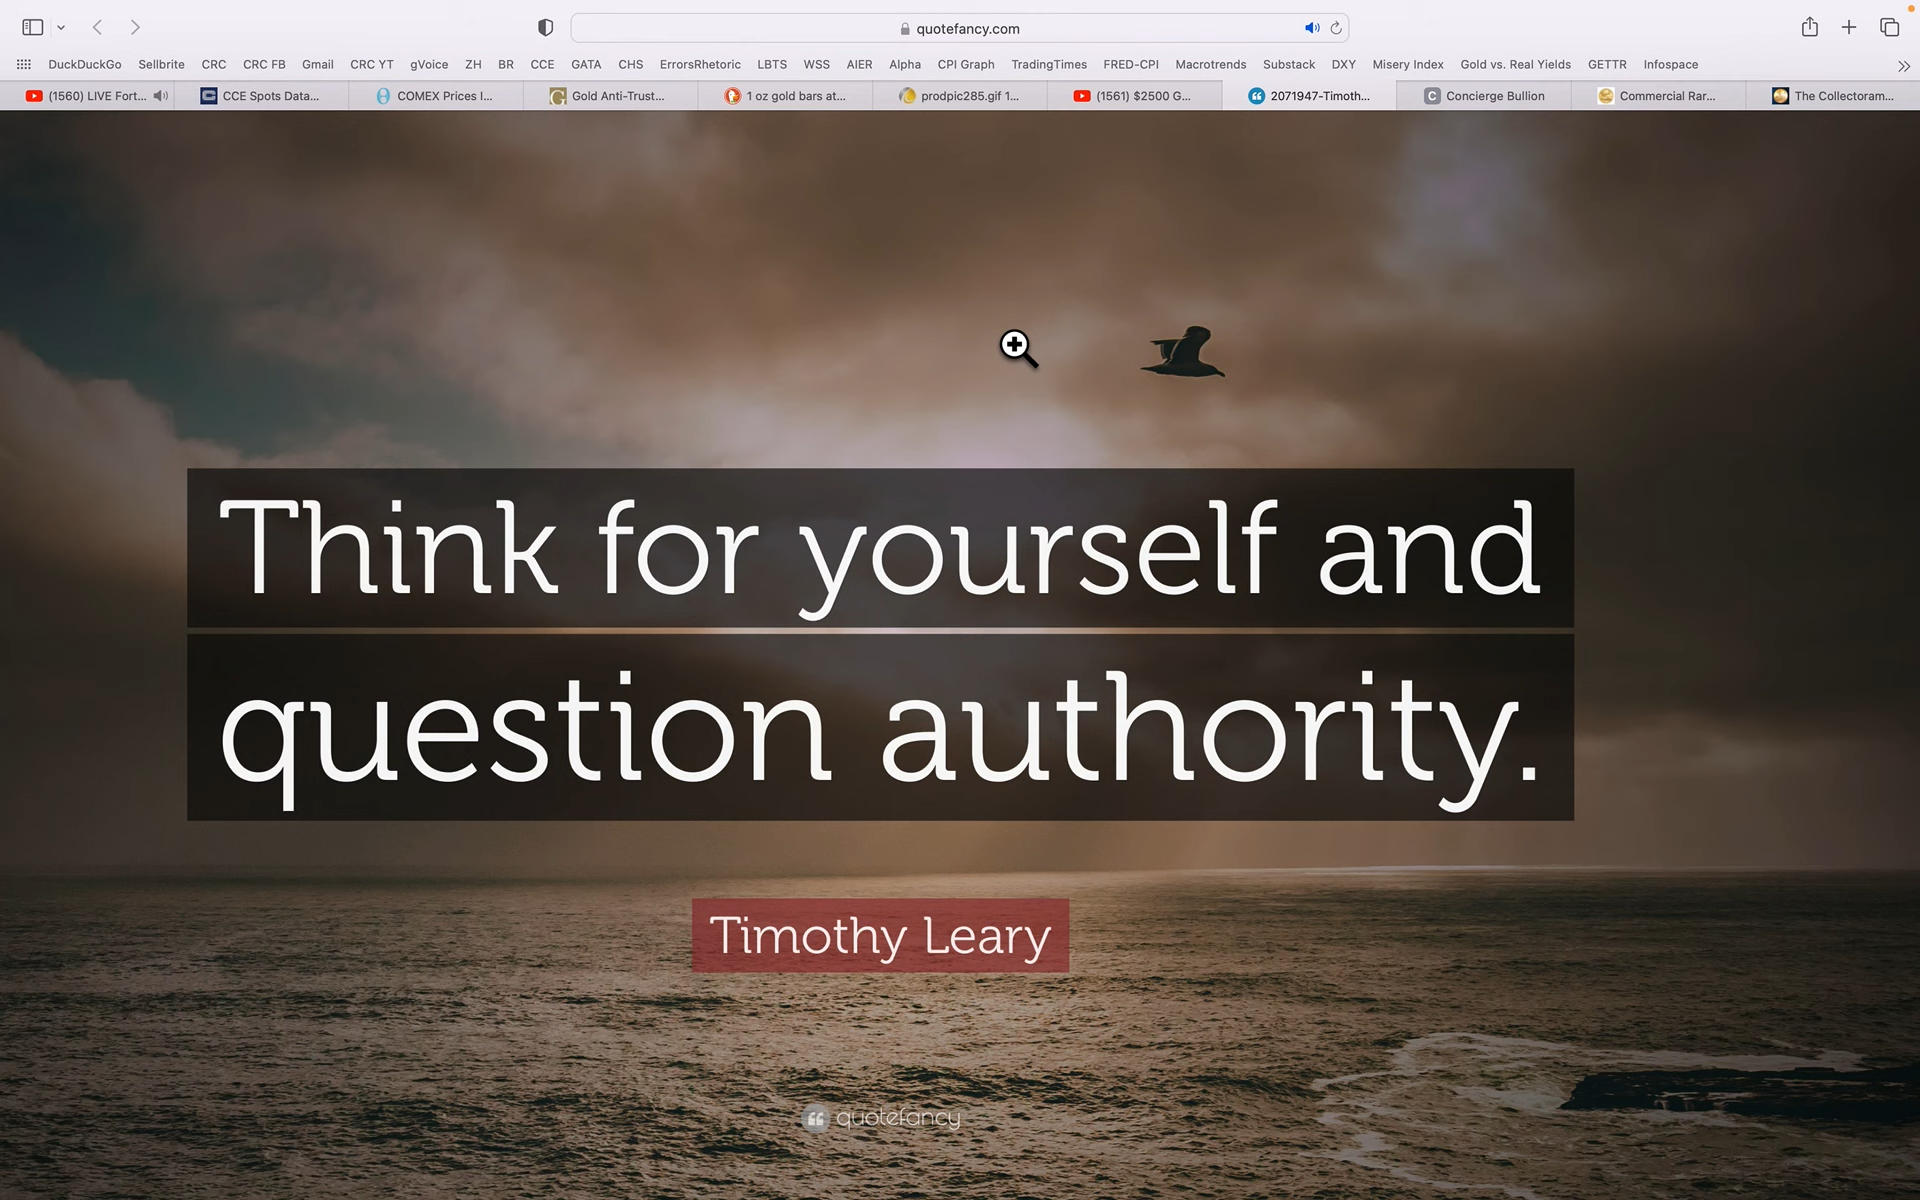 quotefancy.com
DuckDuckGo Sellbrite CRC CRC FB Gmail CRC YT gVoice ZH BR CCE GATA CHS ErrorsRhetoric LBTS WSS AIER Alpha CPI Graph TradingTimes FRED-CPI Macrotrends Substack DXY Misery Index Gold vs. Real Yields GETTR Infospace
(1560) LIVE Fort... CCE Spots Data... COMEX Prices I... Gold Anti-Trust... 1 oz gold bars at... prodpic285.gif 1... (1561) $2500 G... 2071947-Timoth... C Concierge Bullion Commercial Rar... The Collectoram...
Think for yourself and
question authority.
Timothy Leary
quotefancy